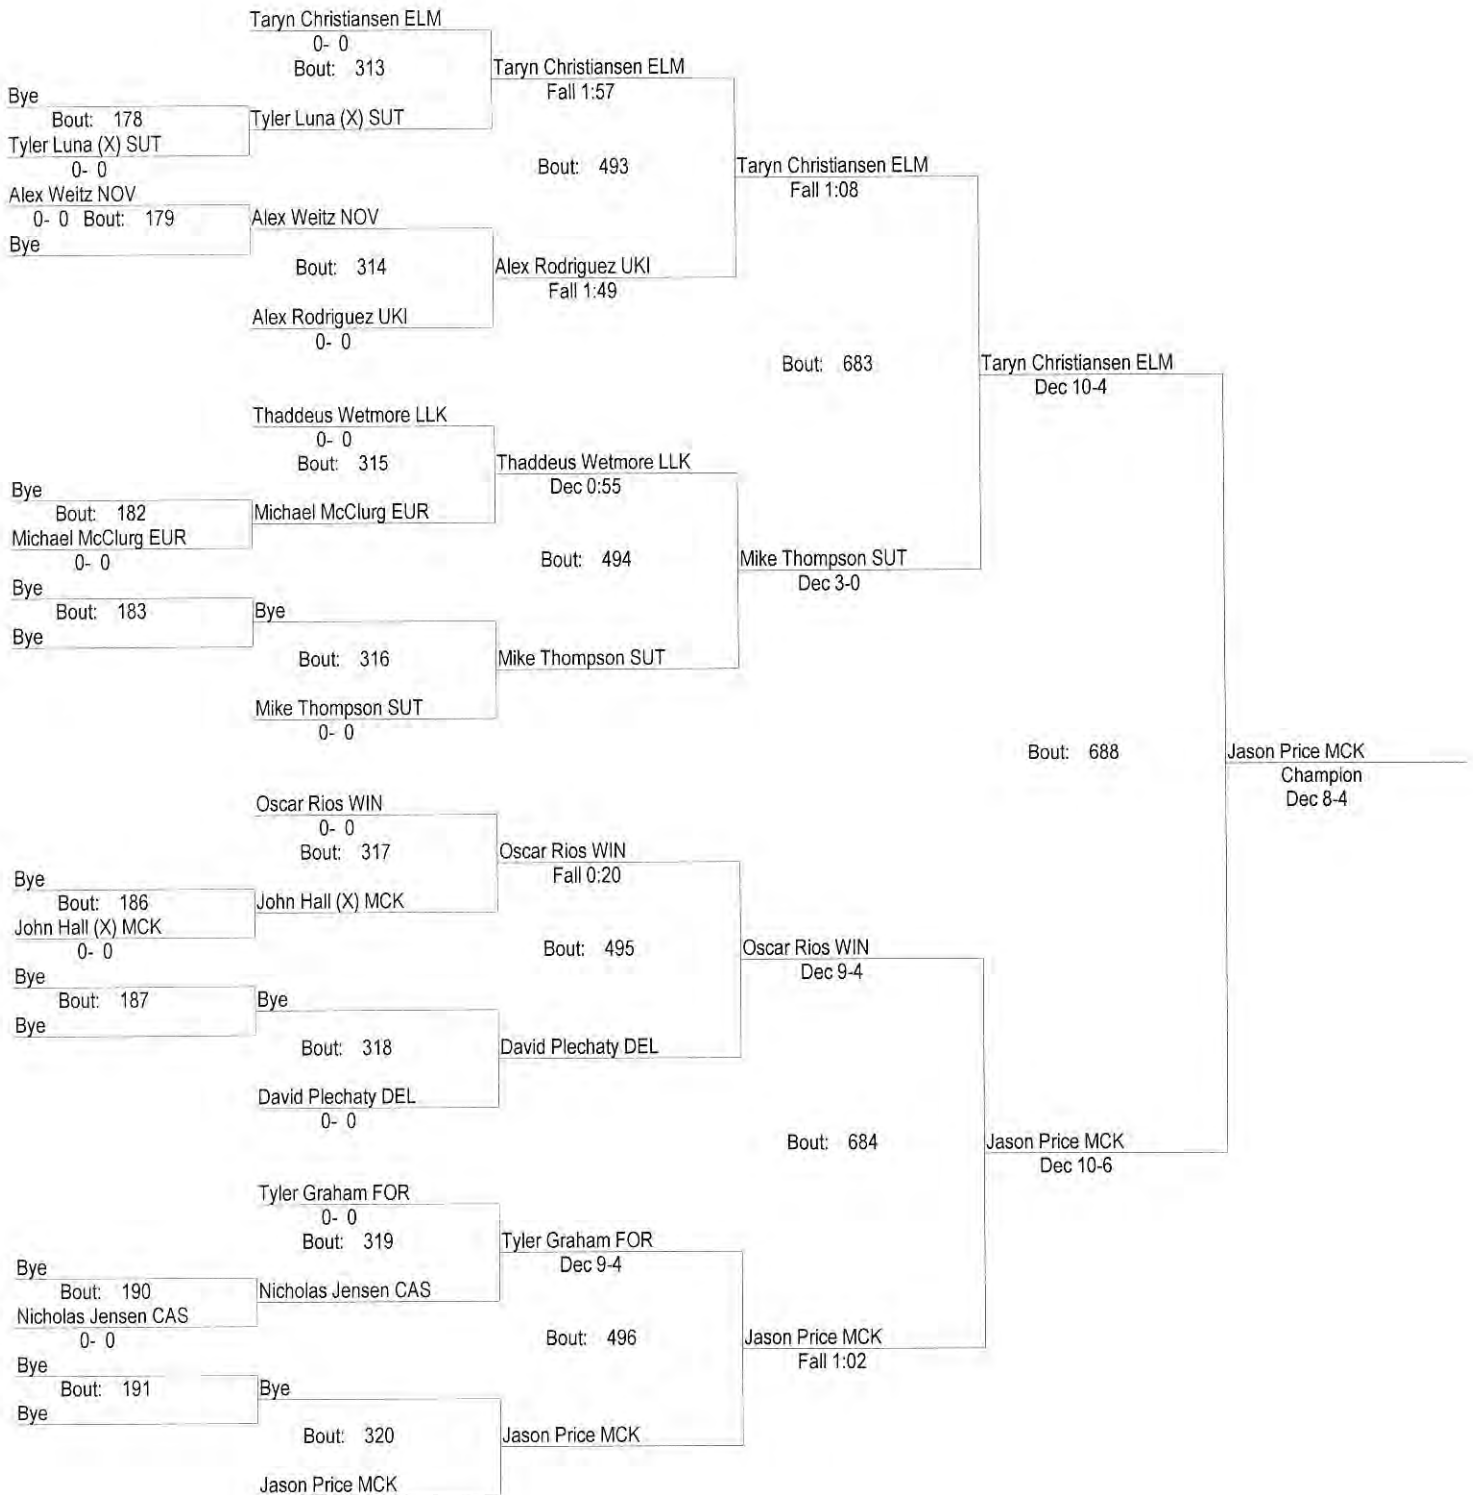 Taryn Christiansen ELM
0- 0
Bout: 313
Taryn Christiansen ELM
Fall 1:57
Bye
Bout: 178
Tyler Luna (X) SUT
Tyler Luna (X) SUT
0- 0
Bout: 493
Taryn Christiansen ELM
Fall 1:08
Alex Weitz NOV
0- 0 Bout: 179
Alex Weitz NOV
Bye
Bout: 314
Alex Rodriguez UKI
Fall 1:49
Alex Rodriguez UKI
0- 0
Bout: 683
Taryn Christiansen ELM
Dec 10-4
Thaddeus Wetmore LLK
0- 0
Bout: 315
Thaddeus Wetmore LLK
Dec 0:55
Bye
Bout: 182
Michael McClurg EUR
Michael McClurg EUR
0- 0
Bout: 494
Mike Thompson SUT
Dec 3-0
Bye
Bout: 183
Bye
Bye
Bout: 316
Mike Thompson SUT
Mike Thompson SUT
0- 0
Bout: 688
Jason Price MCK
Champion
Dec 8-4
Oscar Rios WIN
0- 0
Bout: 317
Oscar Rios WIN
Fall 0:20
Bye
Bout: 186
John Hall (X) MCK
John Hall (X) MCK
0- 0
Bout: 495
Oscar Rios WIN
Dec 9-4
Bye
Bout: 187
Bye
Bye
Bout: 318
David Plechaty DEL
David Plechaty DEL
0- 0
Bout: 684
Jason Price MCK
Dec 10-6
Tyler Graham FOR
0- 0
Bout: 319
Tyler Graham FOR
Dec 9-4
Bye
Bout: 190
Nicholas Jensen CAS
Nicholas Jensen CAS
0- 0
Bout: 496
Jason Price MCK
Fall 1:02
Bye
Bout: 191
Bye
Bye
Bout: 320
Jason Price MCK
Jason Price MCK